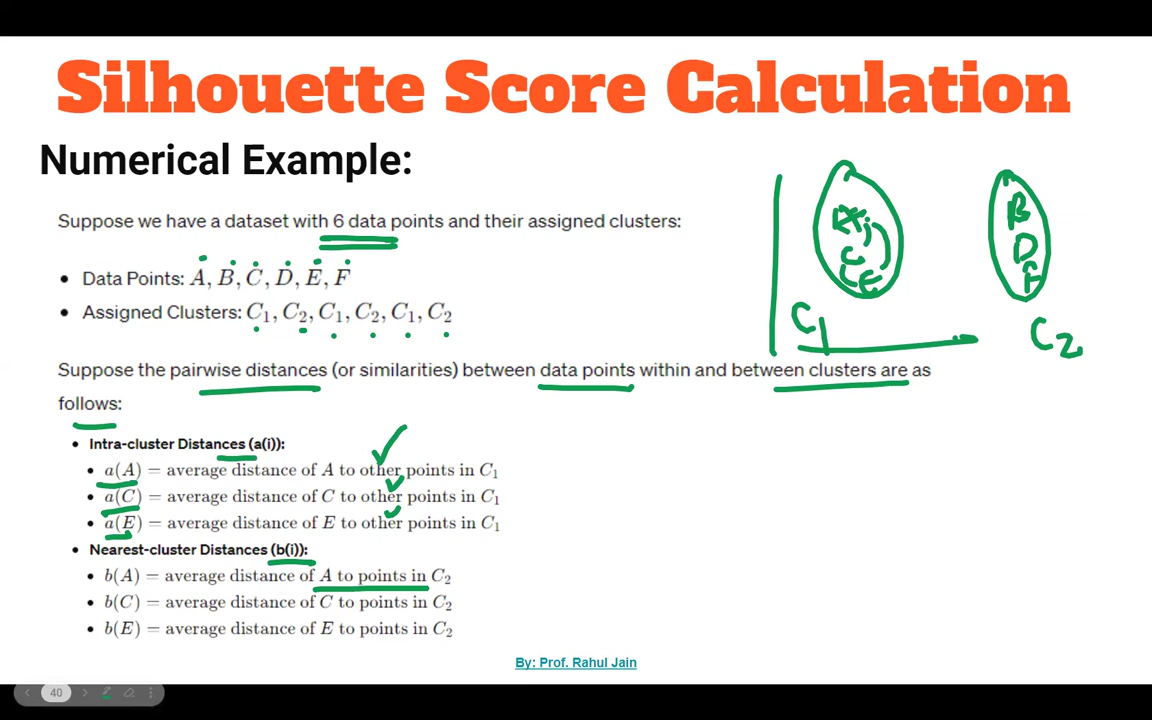 Silhouette Score Calculation
Numerical Example:
Suppose we have a dataset with 6 data points and their assigned clusters:
• Data Points: A, B, C, D, E, F
• Assigned Clusters: C₁, C₂, C₁, C₂, C₁, C₂
Suppose the pairwise distances (or similarities) between data points within and between clusters are as
follows:
• Intra-cluster Distances (a(i)):
• a(A) = average distance of A to other points in C₁
• a(C) = average distance of C to other points in C₁
• a(E) = average distance of E to other points in C₁
• Nearest-cluster Distances (b(i)):
• b(A) = average distance of A to points in C₂
• b(C) = average distance of C to points in C₂
• b(E) = average distance of E to points in C₂
A
C
E
C1
B
D
F
C2
By: Prof. Rahul Jain
40